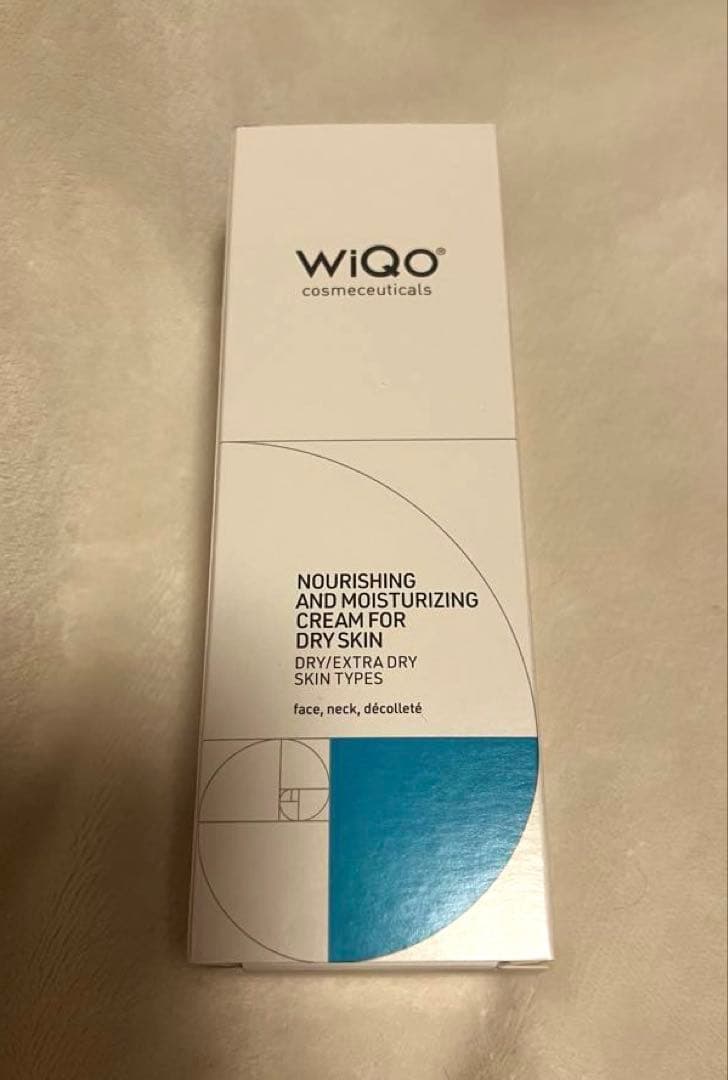 WiQo®
cosmeceuticals
NOURISHING
AND MOISTURIZING
CREAM FOR
DRY SKIN
DRY/EXTRA DRY
SKIN TYPES
face, neck, décolleté